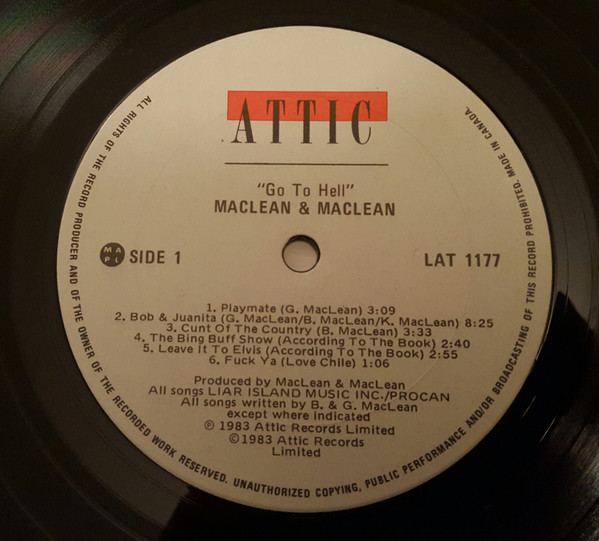 ATTIC
"Go To Hell"
MACLEAN & MACLEAN
MAPL SIDE 1
LAT 1177
1. Playmate (G. MacLean) 3:09
2. Bob & Juanita (G. MacLean/B. MacLean/K. MacLean) 8:25
3. Cunt Of The Country (B. MacLean) 3:33
4. The Bing Buff Show (According To The Book) 2:40
5. Leave It To Elvis (According To The Book) 2:55
6. Fuck Ya (Love Chile) 1:06
Produced by MacLean & MacLean
All songs LIAR ISLAND MUSIC INC./PROCAN
All songs written by B. & G. MacLean
except where indicated
℗ 1983 Attic Records Limited
©1983 Attic Records
Limited
ALL RIGHTS OF THE RECORD PRODUCER AND OF THE OWNER OF THE RECORDED WORK RESERVED. UNAUTHORIZED COPYING, PUBLIC PERFORMANCE AND/OR BROADCASTING OF THIS RECORD PROHIBITED. MADE IN CANADA.